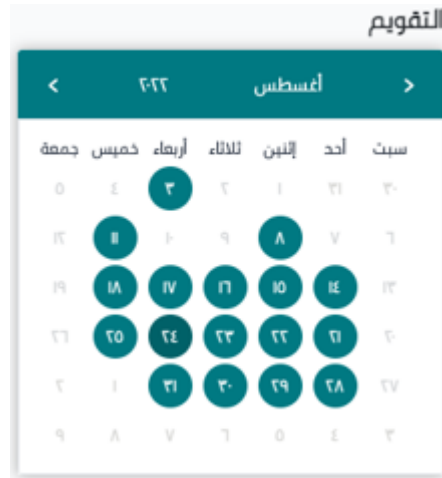 التقويم
أغسطس ٢٠٢٢
سبت أحد إثنين ثلاثاء أربعاء خميس جمعة
٣٠ ٣١ ١ ٢ ٣ ٤ ٥
٦ ٧ ٨ ٩ ١٠ ١١ ١٢
١٣ ١٤ ١٥ ١٦ ١٧ ١٨ ١٩
٢٠ ٢١ ٢٢ ٢٣ ٢٤ ٢٥ ٢٦
٢٧ ٢٨ ٢٩ ٣٠ ٣١ ١ ٢
٣ ٤ ٥ ٦ ٧ ٨ ٩